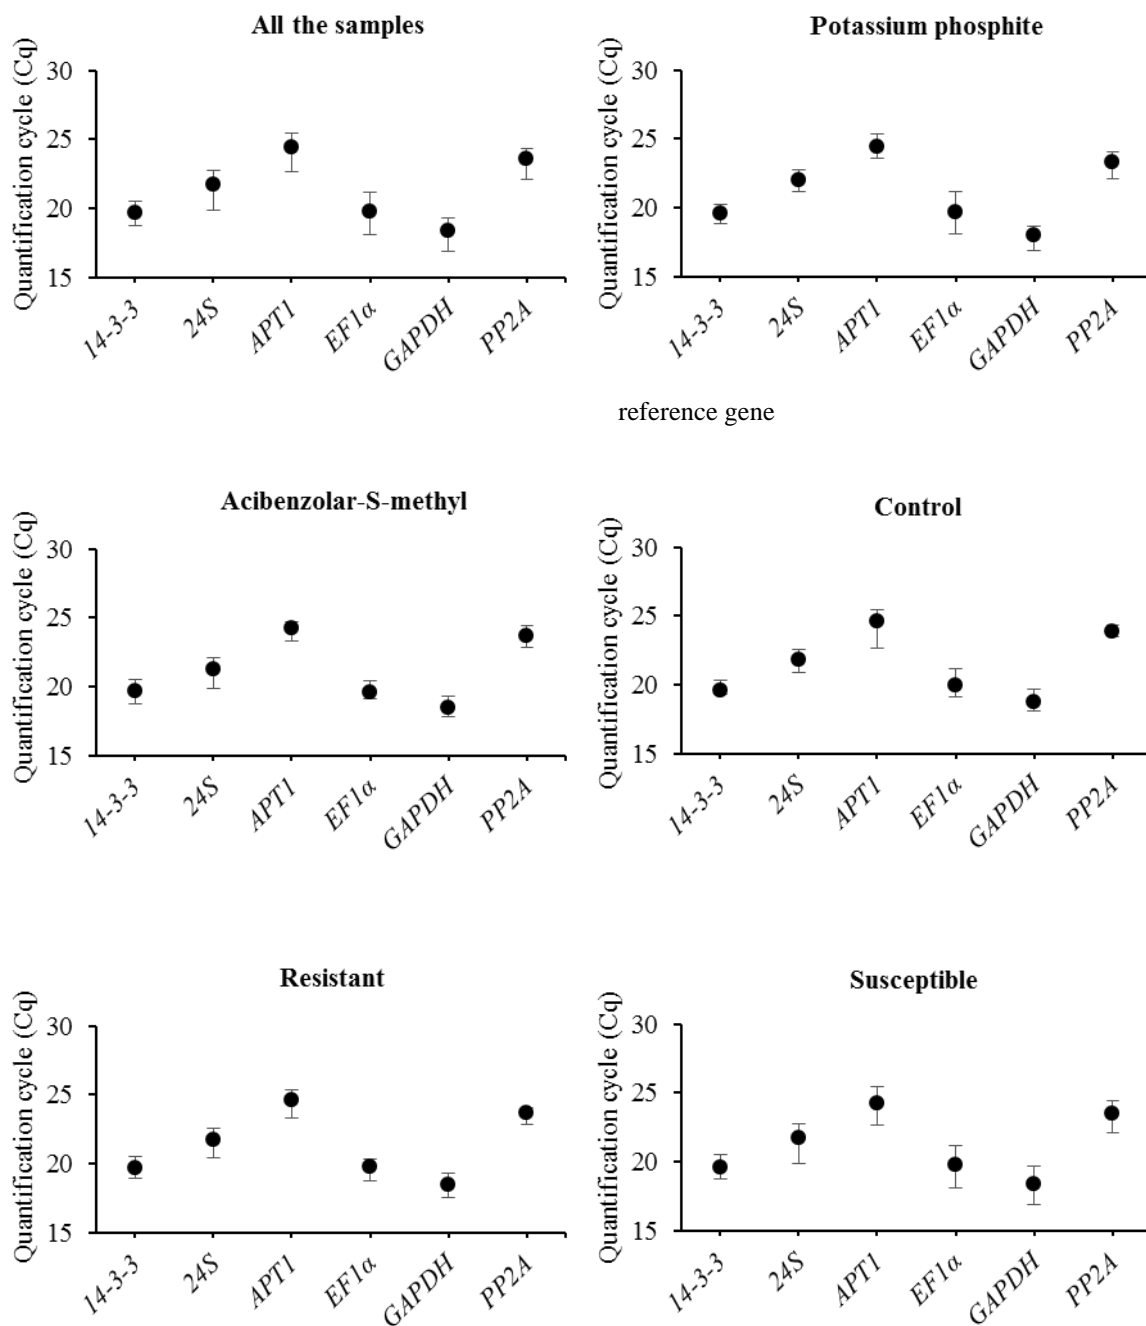 All the samples
Quantification cycle (Cq)
30
25
20
15
14-3-3
24S
APT1
EF1α
GAPDH
PP2A
Potassium phosphite
Quantification cycle (Cq)
30
25
20
15
14-3-3
24S
APT1
EF1α
GAPDH
PP2A
reference gene
Acibenzolar-S-methyl
Quantification cycle (Cq)
30
25
20
15
14-3-3
24S
APT1
EF1α
GAPDH
PP2A
Control
Quantification cycle (Cq)
30
25
20
15
14-3-3
24S
APT1
EF1α
GAPDH
PP2A
Resistant
Quantification cycle (Cq)
30
25
20
15
14-3-3
24S
APT1
EF1α
GAPDH
PP2A
Susceptible
Quantification cycle (Cq)
30
25
20
15
14-3-3
24S
APT1
EF1α
GAPDH
PP2A